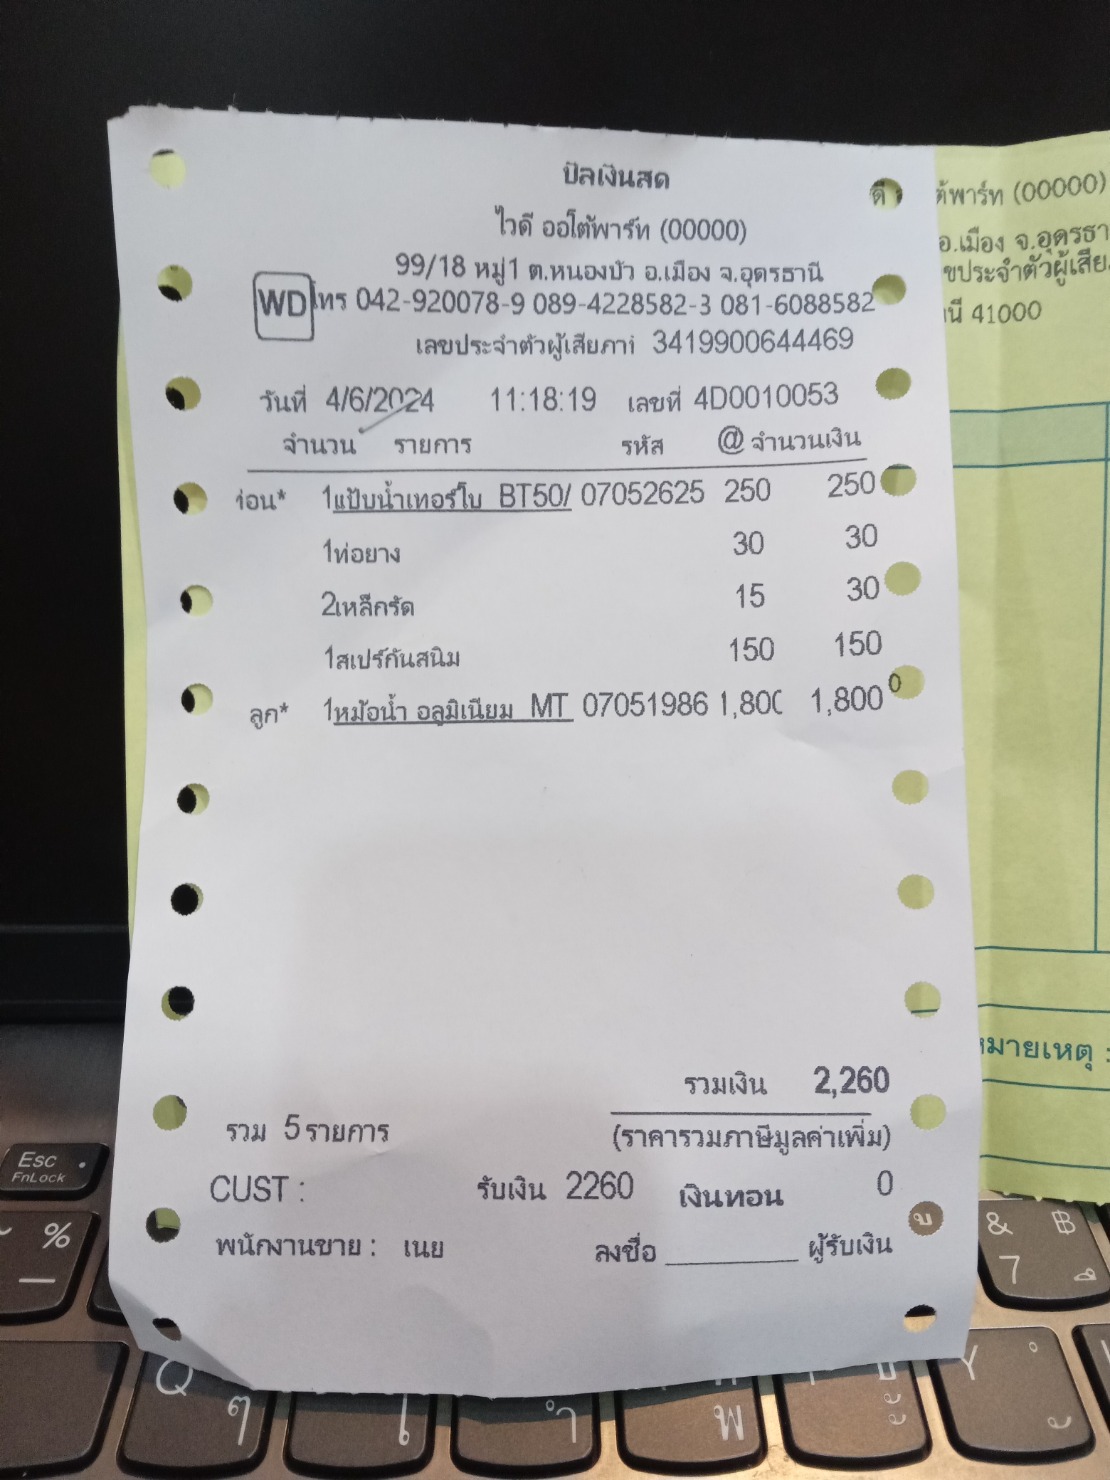 บิลเงินสด
ไวดี ออโต้พาร์ท (00000)
99/18 หมู่1 ต.หนองบัว อ.เมือง จ.อุดรธานี
WD โทร 042-920078-9 089-4228582-3 081-6088582
เลขประจำตัวผู้เสียภาษี 3419900644469
วันที่ 4/6/2024 11:18:19 เลขที่ 4D0010053
จำนวน รายการ รหัส @ จำนวนเงิน
ร่อน* 1แป๊บน้ำเทอร์โบ BT50/ 07052625 250 250
1ท่อยาง 30 30
2เหล็กรัด 15 30
1สเปร์กันสนิม 150 150
ลูก* 1หม้อน้ำ อลูมิเนียม MT 07051986 1,800 1,800
รวมเงิน 2,260
รวม 5รายการ (ราคารวมภาษีมูลค่าเพิ่ม)
CUST : รับเงิน 2260 เงินทอน 0
พนักงานขาย : เนย ลงชื่อ ผู้รับเงิน
ต้พาร์ท (00000)
อ.เมือง จ.อุดรธา
ขประจำตัวผู้เสีย
นี 41000
หมายเหตุ :
Esc
FnLock
%
&
7
฿
Q
ๆ
ไ
ำ
พ
ะ
Y